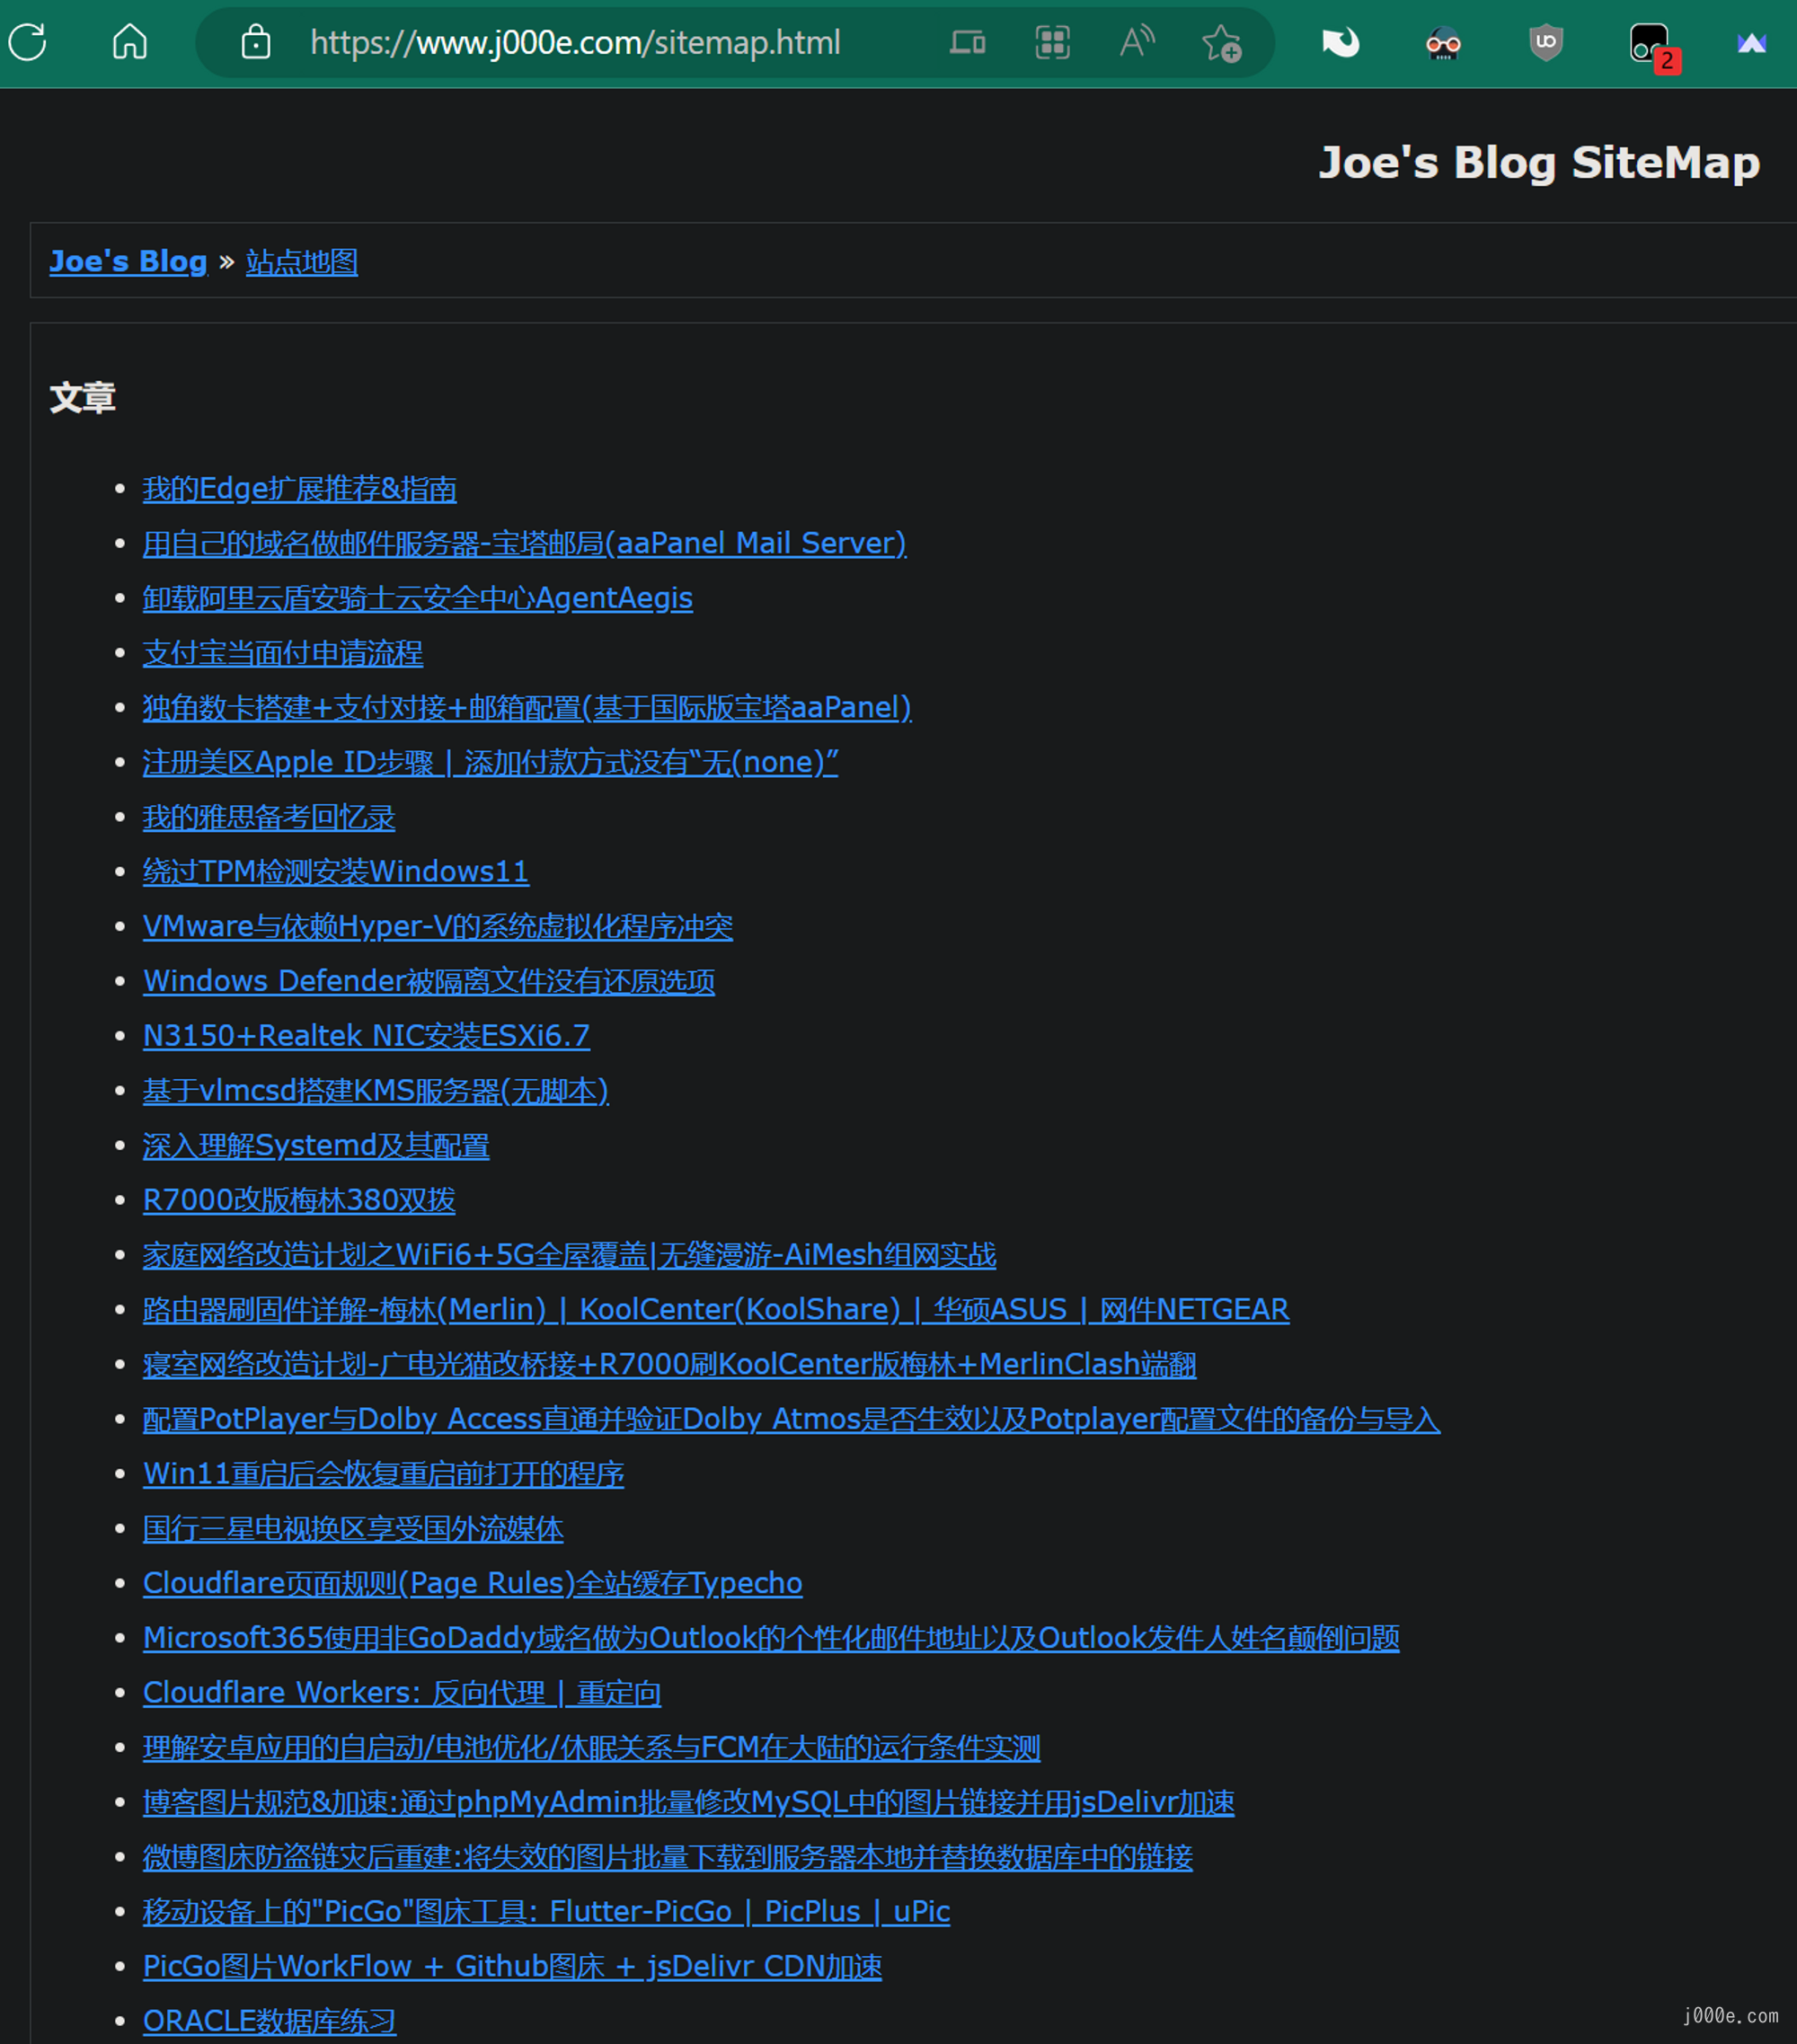 https://www.j000e.com/sitemap.html
2
Joe's Blog SiteMap
Joe's Blog » 站点地图
文章
我的Edge扩展推荐&指南
用自己的域名做邮件服务器-宝塔邮局(aaPanel Mail Server)
卸载阿里云盾安骑士云安全中心AgentAegis
支付宝当面付申请流程
独角数卡搭建+支付对接+邮箱配置(基于国际版宝塔aaPanel)
注册美区Apple ID步骤 | 添加付款方式没有“无(none)”
我的雅思备考回忆录
绕过TPM检测安装Windows11
VMware与依赖Hyper-V的系统虚拟化程序冲突
Windows Defender被隔离文件没有还原选项
N3150+Realtek NIC安装ESXi6.7
基于vlmcsd搭建KMS服务器(无脚本)
深入理解Systemd及其配置
R7000改版梅林380双拨
家庭网络改造计划之WiFi6+5G全屋覆盖|无缝漫游-AiMesh组网实战
路由器刷固件详解-梅林(Merlin) | KoolCenter(KoolShare) | 华硕ASUS | 网件NETGEAR
寝室网络改造计划-广电光猫改桥接+R7000刷KoolCenter版梅林+MerlinClash端翻
配置PotPlayer与Dolby Access直通并验证Dolby Atmos是否生效以及Potplayer配置文件的备份与导入
Win11重启后会恢复重启前打开的程序
国行三星电视换区享受国外流媒体
Cloudflare页面规则(Page Rules)全站缓存Typecho
Microsoft365使用非GoDaddy域名做为Outlook的个性化邮件地址以及Outlook发件人姓名颠倒问题
Cloudflare Workers: 反向代理 | 重定向
理解安卓应用的自启动/电池优化/休眠关系与FCM在大陆的运行条件实测
博客图片规范&加速:通过phpMyAdmin批量修改MySQL中的图片链接并用jsDelivr加速
微博图床防盗链灾后重建:将失效的图片批量下载到服务器本地并替换数据库中的链接
移动设备上的"PicGo"图床工具: Flutter-PicGo | PicPlus | uPic
PicGo图片WorkFlow + Github图床 + jsDelivr CDN加速
ORACLE数据库练习
j000e.com